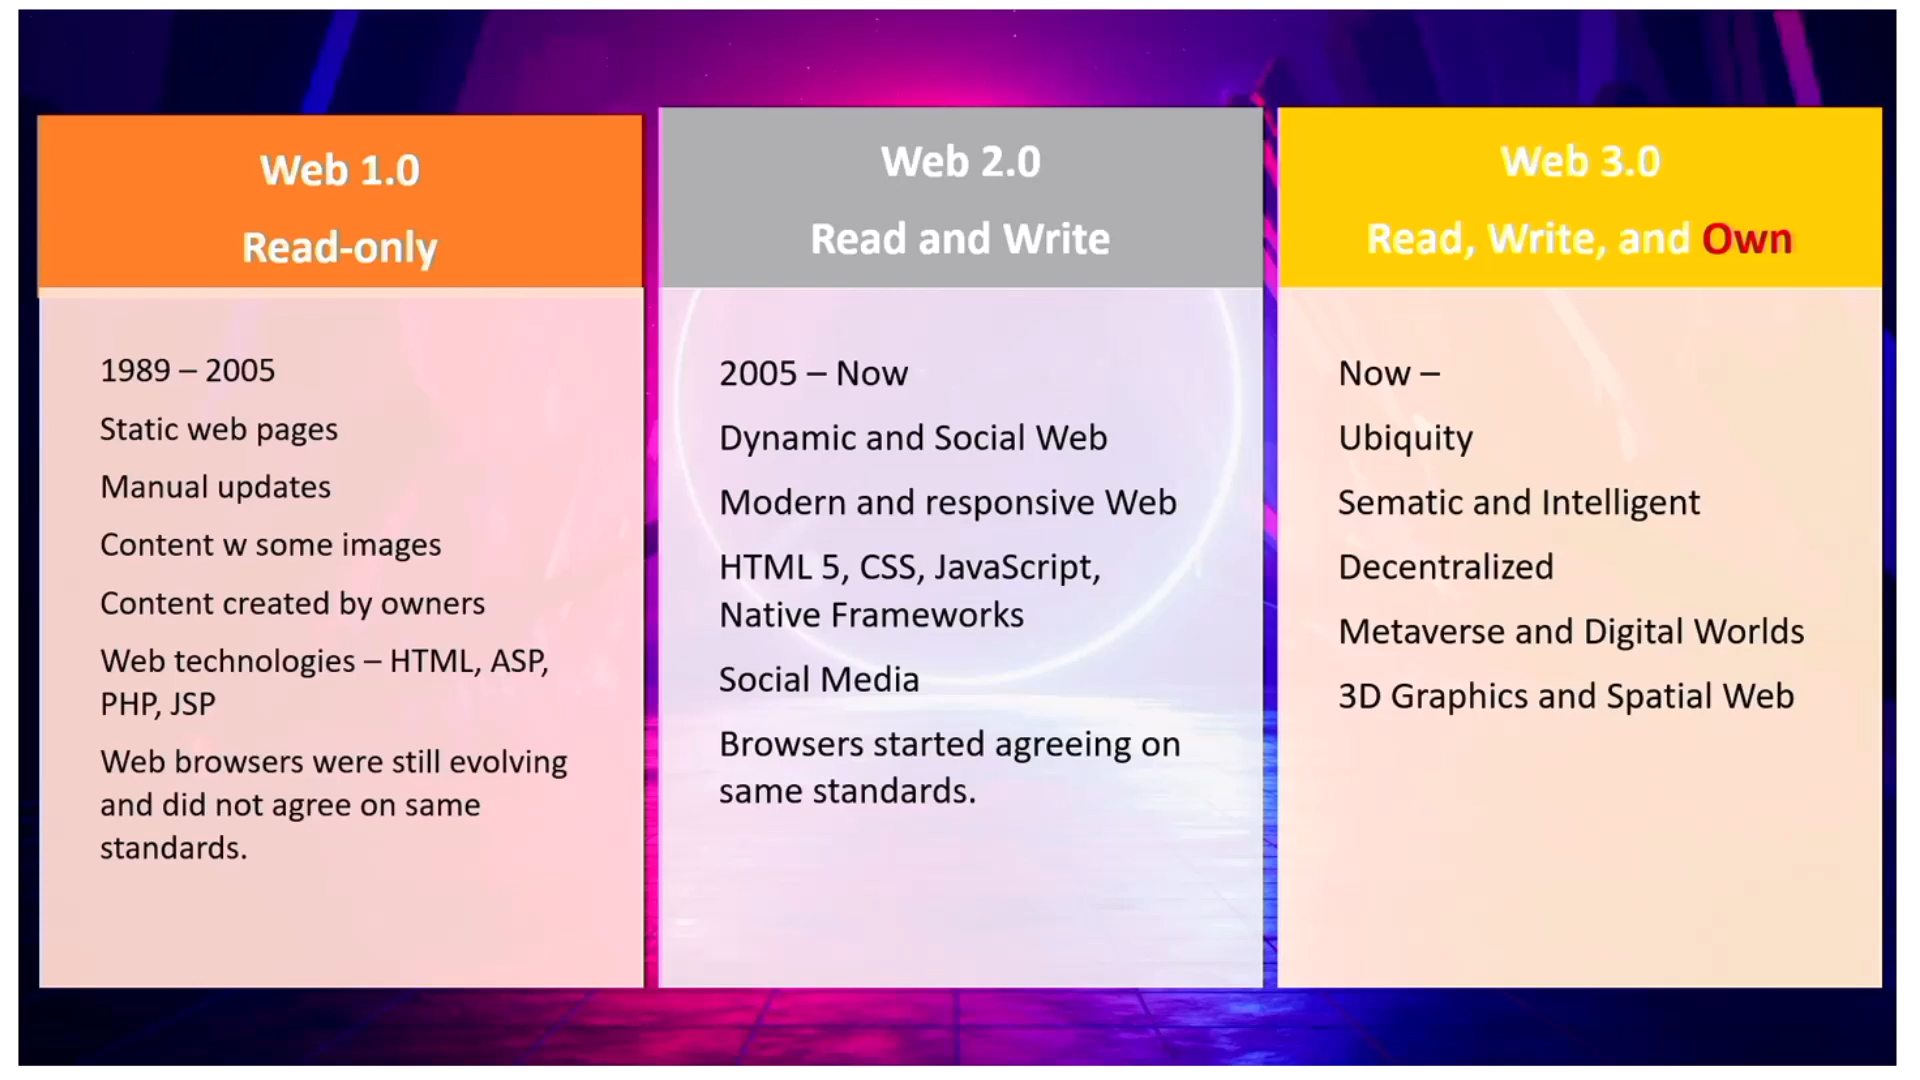 Web 1.0
Read-only
1989 – 2005
Static web pages
Manual updates
Content w some images
Content created by owners
Web technologies – HTML, ASP,
PHP, JSP
Web browsers were still evolving
and did not agree on same
standards.
Web 2.0
Read and Write
2005 – Now
Dynamic and Social Web
Modern and responsive Web
HTML 5, CSS, JavaScript,
Native Frameworks
Social Media
Browsers started agreeing on
same standards.
Web 3.0
Read, Write, and Own
Now –
Ubiquity
Sematic and Intelligent
Decentralized
Metaverse and Digital Worlds
3D Graphics and Spatial Web